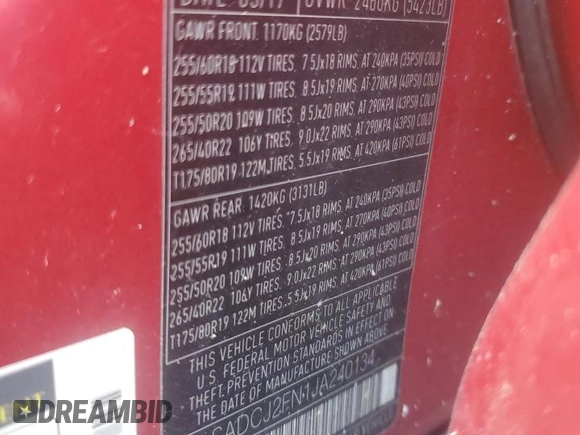 DATE 05/17 GVWR 2460KG (5423LB)
GAWR FRONT 1170KG (2579LB)
255/60R18 112V TIRES, 7.5Jx18 RIMS, AT 240KPA (35PSI) COLD
255/55R19 111W TIRES, 8.5Jx19 RIMS, AT 270KPA (40PSI) COLD
255/50R20 109W TIRES, 8.5Jx20 RIMS, AT 290KPA (43PSI) COLD
265/40R22 106Y TIRES, 9.0Jx22 RIMS, AT 290KPA (43PSI) COLD
T175/80R19 122M,TIRES, 5.5Jx19 RIMS, AT 420KPA (61PSI) COLD
GAWR REAR, 1420KG (3131LB)
255/60R18 112V TIRES, 7.5Jx18 RIMS, AT 240KPA (35PSI) COLD
255/55R19 111W TIRES, 8.5Jx19 RIMS, AT 270KPA (40PSI) COLD
255/50R20 109W TIRES, 8.5Jx20 RIMS, AT 290KPA (43PSI) COLD
265/40R22 106Y TIRES, 9.0Jx22 RIMS, AT 290KPA (43PSI) COLD
T175/80R19 122M TIRES, 5.5Jx19 RIMS, AT 420KPA (61PSI) COLD
THIS VEHICLE CONFORMS TO ALL APPLICABLE
U.S. FEDERAL MOTOR VEHICLE SAFETY AND
THEFT PREVENTION STANDARDS IN EFFECT ON
THE DATE OF MANUFACTURE SHOWN ABOVE.
SADCJ2FN1JA240134
DREAMBID